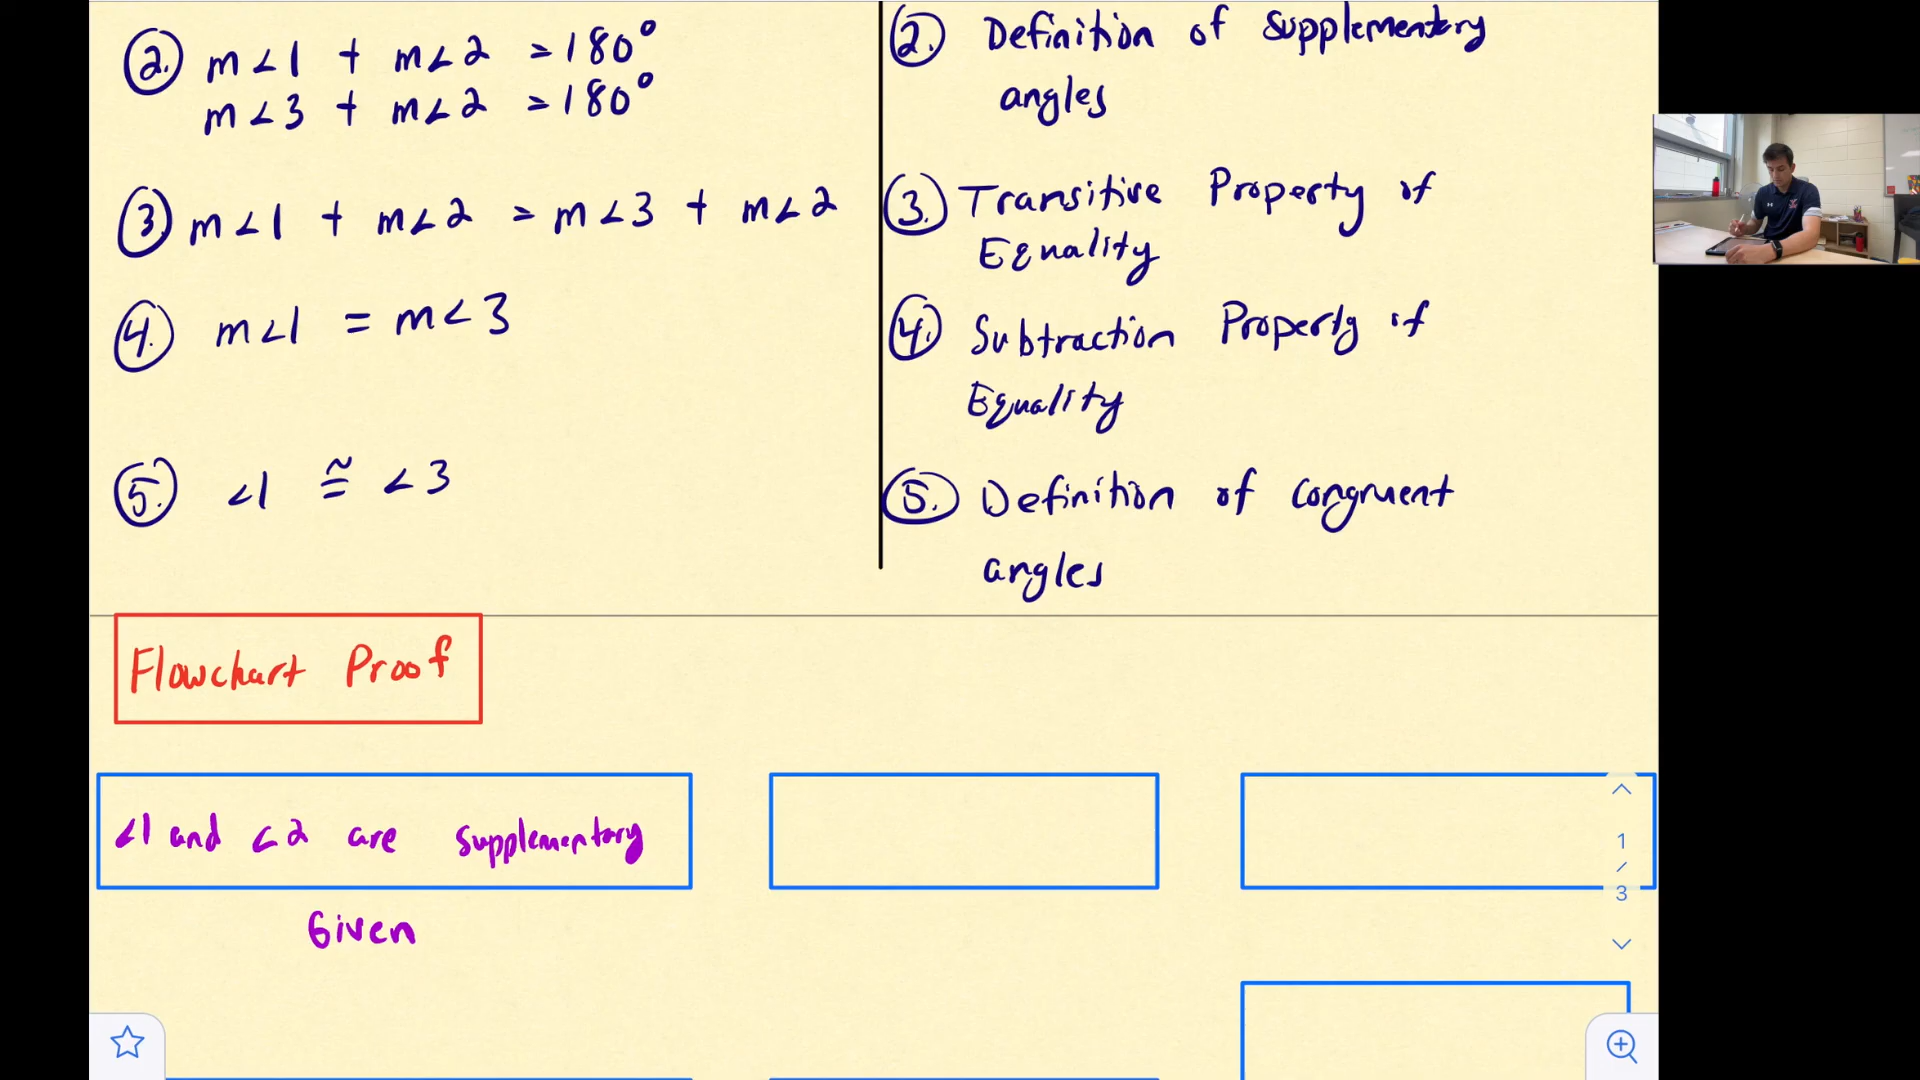 2. m∠1 + m∠2 = 180°
m∠3 + m∠2 = 180°
2. Definition of Supplementary
angles
3. m∠1 + m∠2 = m∠3 + m∠2
3. Transitive Property of
Equality
4. m∠1 = m∠3
4. Subtraction Property of
Equality
5. ∠1 ≅ ∠3
5. Definition of congruent
angles
Flowchart Proof
∠1 and ∠2 are supplementary
Given
1
/
3